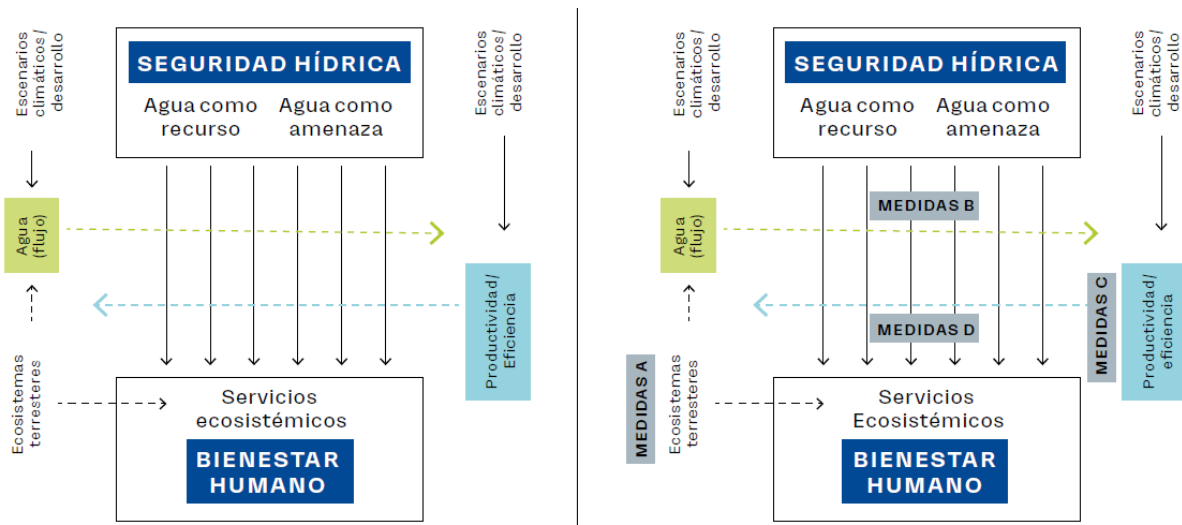 Escenarios
climáticos/
desarrollo
SEGURIDAD HÍDRICA
Agua como
recurso
Agua como
amenaza
Escenarios
climáticos/
desarrollo
Agua
(flujo)
Productividad/
Eficiencia
Ecosistemas
terresteres
Servicios
ecosistémicos
BIENESTAR
HUMANO
Escenarios
climáticos/
desarrollo
SEGURIDAD HÍDRICA
Agua como
recurso
Agua como
amenaza
Escenarios
climáticos/
desarrollo
MEDIDAS B
Agua
(flujo)
MEDIDAS C
Productividad/
eficiencia
MEDIDAS D
MEDIDAS A
Ecosistemas
terresteres
Servicios
Ecosistémicos
BIENESTAR
HUMANO